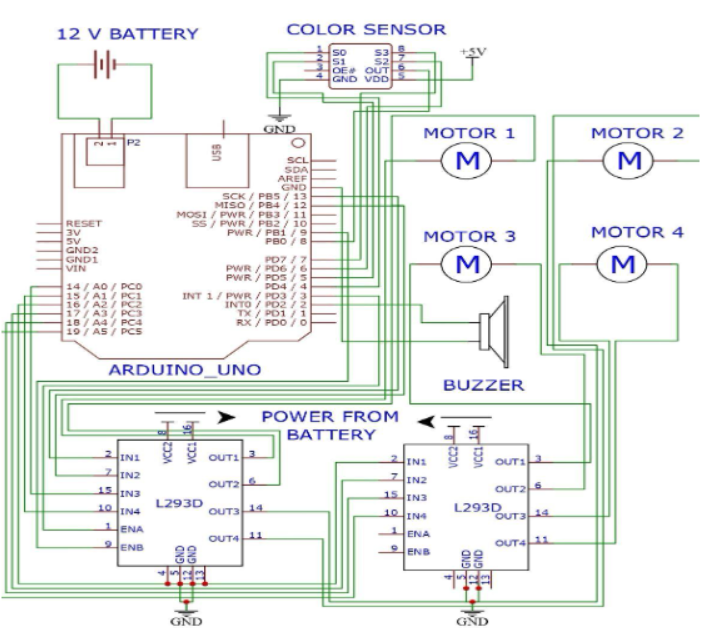 12 V BATTERY
COLOR SENSOR
1 S0 S3 8
2 S1 S2 7
3 OE# OUT 6
4 GND VDD 5
+5V
GND
MOTOR 1
M
MOTOR 2
M
MOTOR 3
M
MOTOR 4
M
2 1 P2
USB
SCL
SDA
AREF
GND
SCK / PB5 / 13
MISO / PB4 / 12
MOSI / PWR / PB3 / 11
SS / PWR / PB2 / 10
PWR / PB1 / 9
PB0 / 8
PD7 / 7
PWR / PD6 / 6
PWR / PD5 / 5
PD4 / 4
INT 1 / PWR / PD3 / 3
INT0 / PD2 / 2
TX / PD1 / 1
RX / PD0 / 0
RESET
3V
5V
GND2
GND1
VIN
14 / A0 / PC0
15 / A1 / PC1
16 / A2 / PC2
17 / A3 / PC3
18 / A4 / PC4
19 / A5 / PC5
ARDUINO_UNO
BUZZER
POWER FROM
BATTERY
8 16
VCC2 VCC1
2 IN1 OUT1 3
7 IN2 OUT2 6
15 IN3 OUT3 14
10 IN4 OUT4 11
1 ENA
9 ENB
L293D
GND GND
4 5 12 13
GND
8 16
VCC2 VCC1
2 IN1 OUT1 3
7 IN2 OUT2 6
15 IN3 OUT3 14
10 IN4 OUT4 11
1 ENA
9 ENB
L293D
GND GND
4 5 12 13
GND